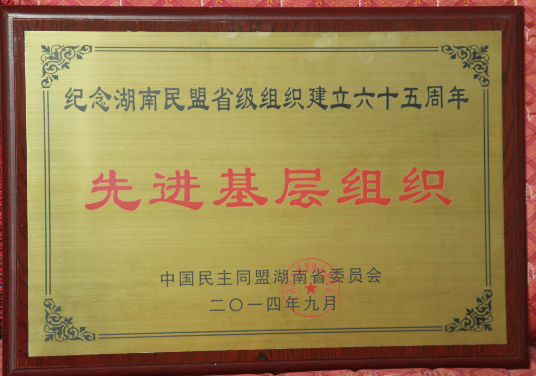 纪念湖南民盟省级组织建立六十五周年
先进基层组织
中国民主同盟湖南省委员会
二〇一四年九月